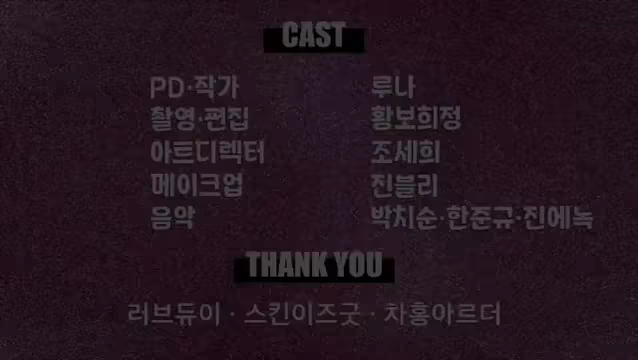 CAST
PD·작가 루나
촬영·편집 황보희정
아트디렉터 조세희
메이크업 진블리
음악 박치순·한준규·진에녹
THANK YOU
러브듀이 · 스킨이즈굿 · 차홍아르더